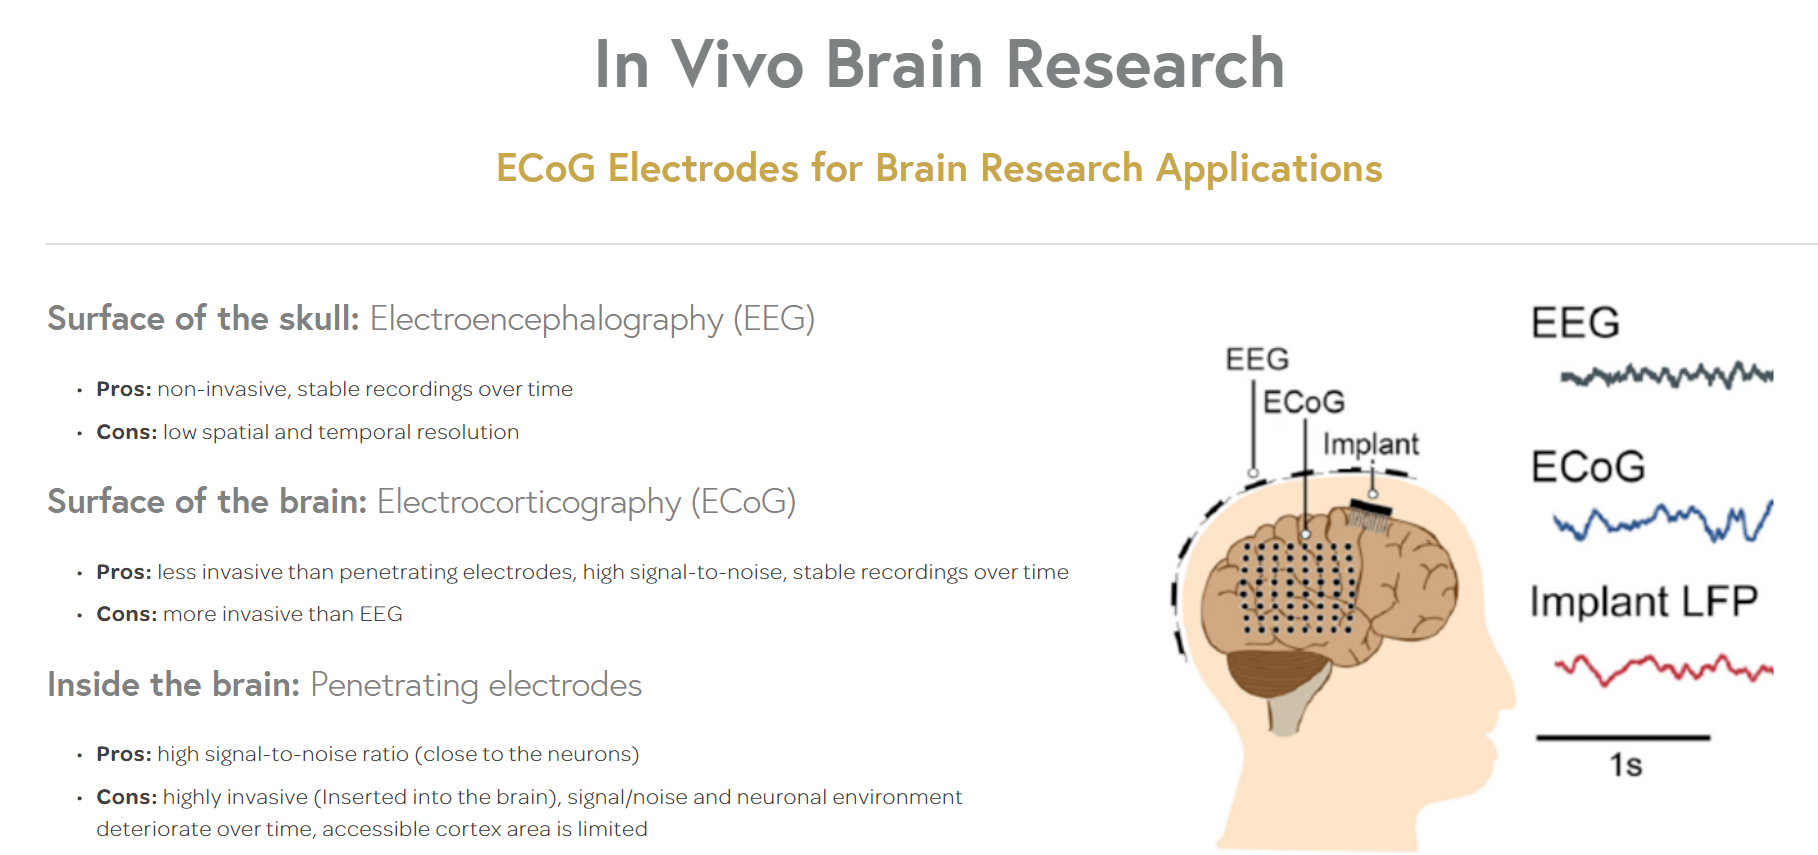 In Vivo Brain Research
ECoG Electrodes for Brain Research Applications
Surface of the skull: Electroencephalography (EEG)
• Pros: non-invasive, stable recordings over time
• Cons: low spatial and temporal resolution
Surface of the brain: Electrocorticography (ECoG)
• Pros: less invasive than penetrating electrodes, high signal-to-noise, stable recordings over time
• Cons: more invasive than EEG
Inside the brain: Penetrating electrodes
• Pros: high signal-to-noise ratio (close to the neurons)
• Cons: highly invasive (Inserted into the brain), signal/noise and neuronal environment
deteriorate over time, accessible cortex area is limited
EEG
ECoG
Implant
EEG
ECoG
Implant LFP
1s